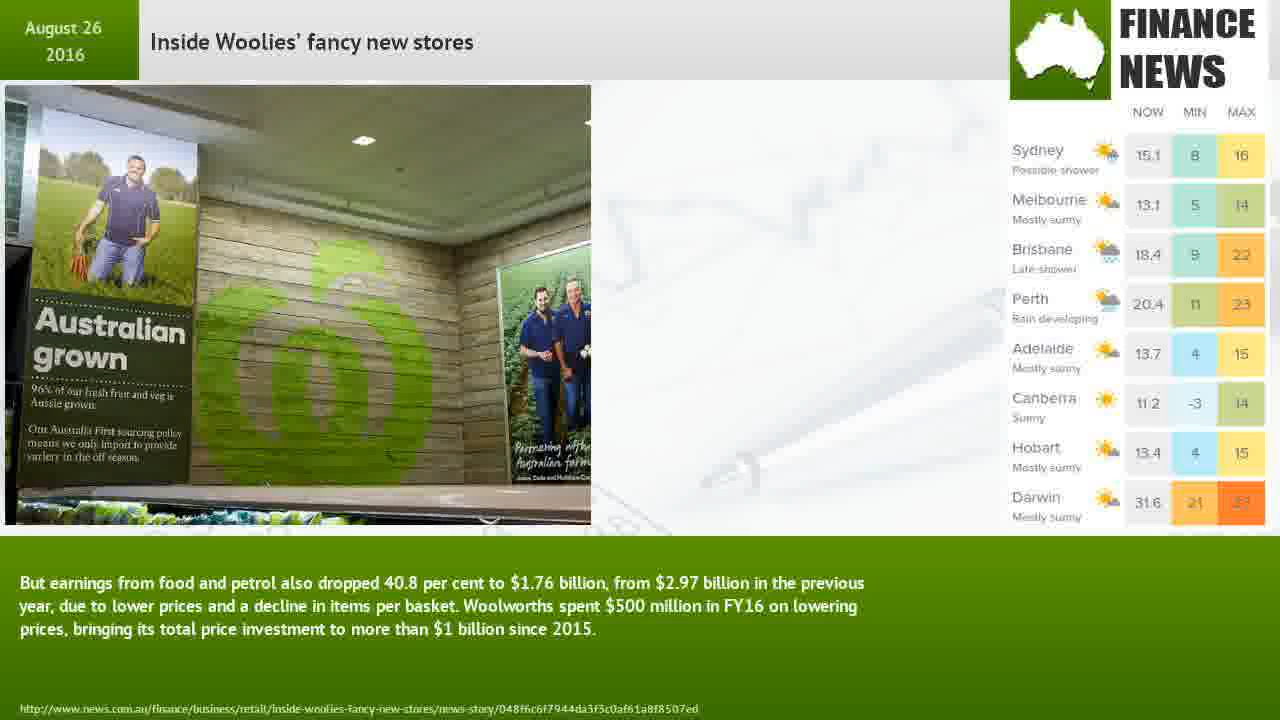 August 26
2016
Inside Woolies’ fancy new stores
FINANCE
NEWS
Australian
grown
96% of our fresh fruit and veg is
Aussie grown.
Our Australia First sourcing policy
means we only import to provide
variety in the off season.
Partnering with
Australian farm
NOW MIN MAX
Sydney 15.1 8 16
Possible shower
Melbourne 13.1 5 14
Mostly sunny
Brisbane 18.4 9 22
Late shower
Perth 20.4 11 23
Rain developing
Adelaide 13.7 4 15
Mostly sunny
Canberra 11.2 -3 14
Sunny
Hobart 13.4 4 15
Mostly sunny
Darwin 31.6 21
Mostly sunny
But earnings from food and petrol also dropped 40.8 per cent to $1.76 billion, from $2.97 billion in the previous
year, due to lower prices and a decline in items per basket. Woolworths spent $500 million in FY16 on lowering
prices, bringing its total price investment to more than $1 billion since 2015.
http://www.news.com.au/finance/business/retail/inside-woolies-fancy-new-stores/news-story/048f6c6f7944da3f3c0af61a8f8507ed